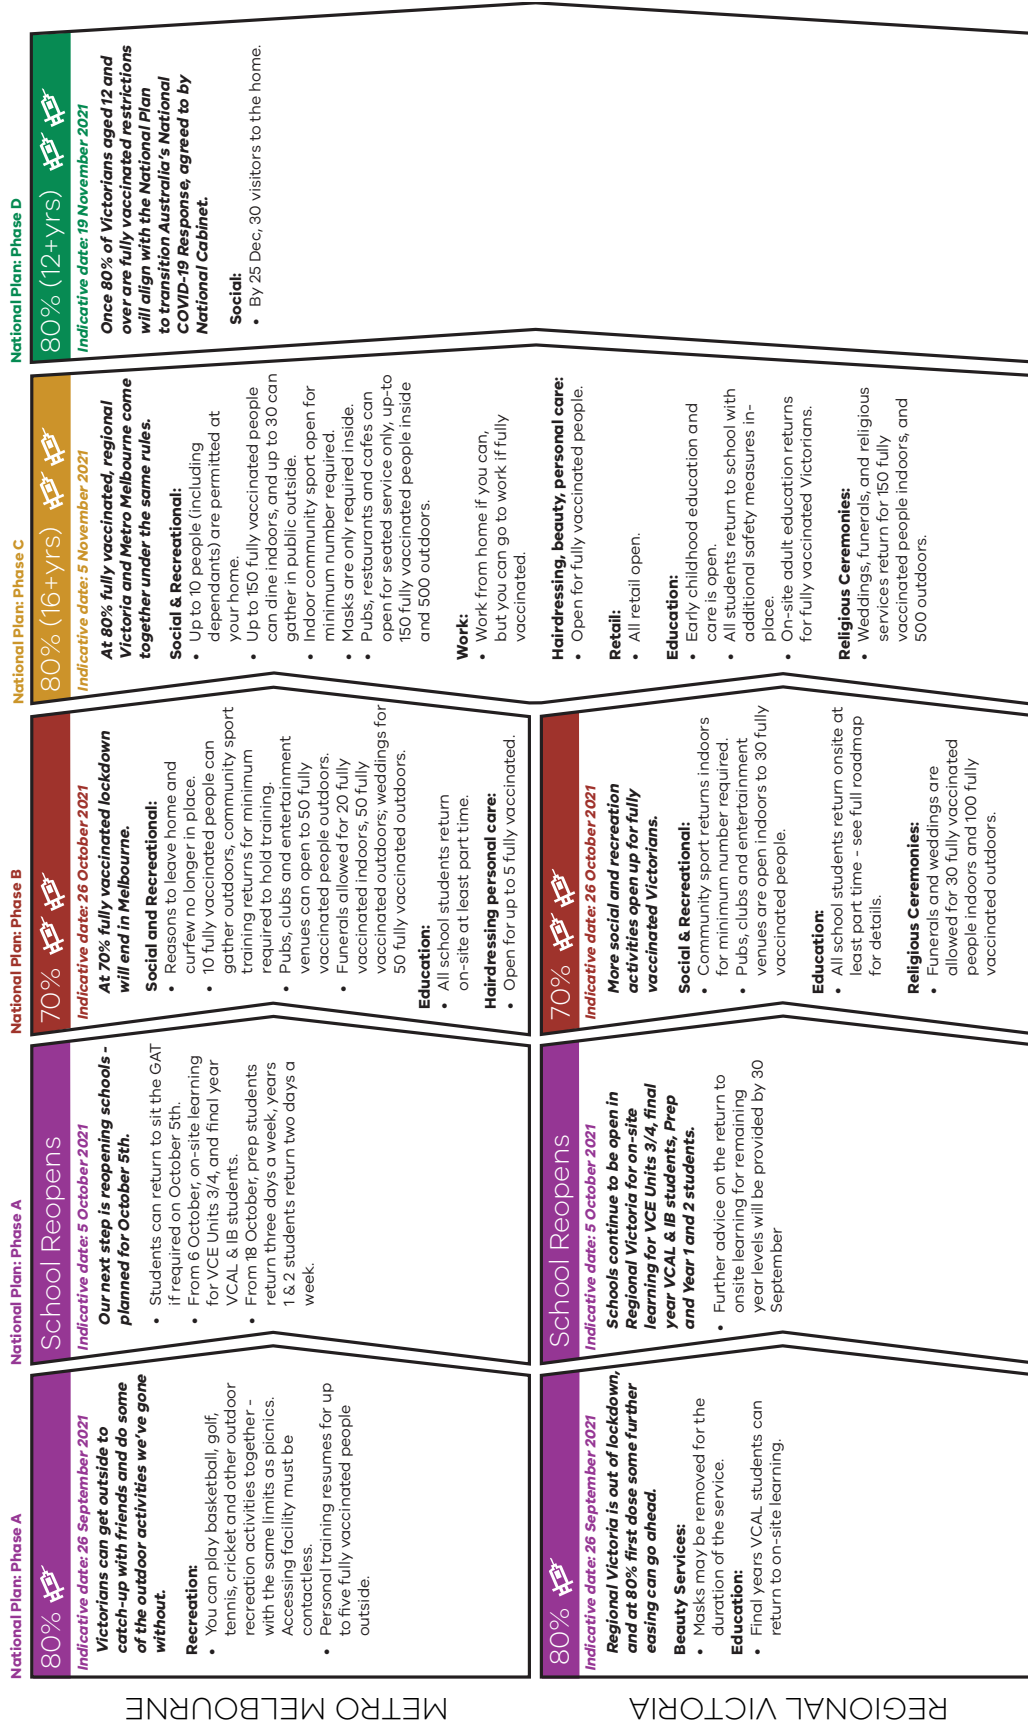 METRO MELBOURNE
National Plan: Phase A
80%
Indicative date: 26 September 2021
Victorians can get outside to
catch-up with friends and do some
of the outdoor activities we've gone
without.
Recreation:
• You can play basketball, golf,
tennis, cricket and other outdoor
recreation activities together -
with the same limits as picnics.
Accessing facility must be
contactless.
• Personal training resumes for up
to five fully vaccinated people
outside.
National Plan: Phase A
School Reopens
Indicative date: 5 October 2021
Our next step is reopening schools -
planned for October 5th.
• Students can return to sit the GAT
if required on October 5th.
• From 6 October, on-site learning
for VCE Units 3/4, and final year
VCAL & IB students.
• From 18 October, prep students
return three days a week, years
1 & 2 students return two days a
week.
National Plan: Phase B
70%
Indicative date: 26 October 2021
At 70% fully vaccinated lockdown
will end in Melbourne.
Social and Recreational:
• Reasons to leave home and
curfew no longer in place.
• 10 fully vaccinated people can
gather outdoors, community sport
training returns for minimum
required to hold training.
• Pubs, clubs and entertainment
venues can open to 50 fully
vaccinated people outdoors.
• Funerals allowed for 20 fully
vaccinated indoors, 50 fully
vaccinated outdoors; weddings for
50 fully vaccinated outdoors.
Education:
• All school students return
on-site at least part time.
Hairdressing personal care:
• Open for up to 5 fully vaccinated.
National Plan: Phase C
80% (16+yrs)
Indicative date: 5 November 2021
At 80% fully vaccinated, regional
Victoria and Metro Melbourne come
together under the same rules.
Social & Recreational:
• Up to 10 people (including
dependants) are permitted at
your home.
• Up to 150 fully vaccinated people
can dine indoors, and up to 30 can
gather in public outside.
• Indoor community sport open for
minimum number required.
• Masks are only required inside.
• Pubs, restaurants and cafes can
open for seated service only, up-to
150 fully vaccinated people inside
and 500 outdoors.
Work:
• Work from home if you can,
but you can go to work if fully
vaccinated.
Hairdressing, beauty, personal care:
• Open for fully vaccinated people.
Retail:
• All retail open.
Education:
• Early childhood education and
care is open.
• All students return to school with
additional safety measures in-
place.
• On-site adult education returns
for fully vaccinated Victorians.
Religious Ceremonies:
• Weddings, funerals, and religious
services return for 150 fully
vaccinated people indoors, and
500 outdoors.
National Plan: Phase D
80% (12+yrs)
Indicative date: 19 November 2021
Once 80% of Victorians aged 12 and
over are fully vaccinated restrictions
will align with the National Plan
to transition Australia's National
COVID-19 Response, agreed to by
National Cabinet.
Social:
• By 25 Dec, 30 visitors to the home.
REGIONAL VICTORIA
80%
Indicative date: 26 September 2021
Regional Victoria is out of lockdown,
and at 80% first dose some further
easing can go ahead.
Beauty Services:
• Masks may be removed for the
duration of the service.
Education:
• Final years VCAL students can
return to on-site learning.
School Reopens
Indicative date: 5 October 2021
Schools continue to be open in
Regional Victoria for on-site
learning for VCE Units 3/4, final
year VCAL & IB students, Prep
and Year 1 and 2 students.
• Further advice on the return to
onsite learning for remaining
year levels will be provided by 30
September
70%
Indicative date: 26 October 2021
More social and recreation
activities open up for fully
vaccinated Victorians.
Social & Recreational:
• Community sport returns indoors
for minimum number required.
• Pubs, clubs and entertainment
venues are open indoors to 30 fully
vaccinated people.
Education:
• All school students return onsite at
least part time - see full roadmap
for details.
Religious Ceremonies:
• Funerals and weddings are
allowed for 30 fully vaccinated
people indoors and 100 fully
vaccinated outdoors.